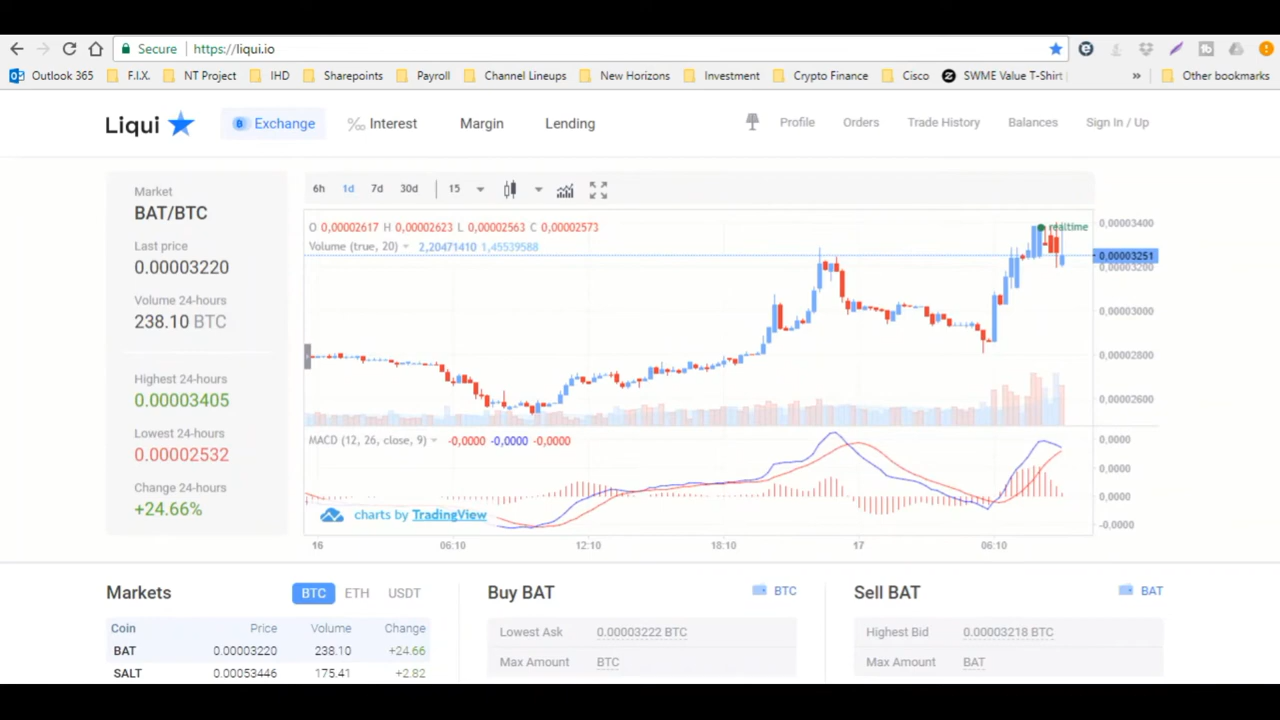 Secure https://liqui.io
Outlook 365 F.I.X. NT Project IHD Sharepoints Payroll Channel Lineups New Horizons Investment Crypto Finance Cisco SWME Value T-Shirt » Other bookmarks
Liqui Exchange Interest Margin Lending Profile Orders Trade History Balances Sign In / Up
Market
BAT/BTC
Last price
0.00003220
Volume 24-hours
238.10 BTC
Highest 24-hours
0.00003405
Lowest 24-hours
0.00002532
Change 24-hours
+24.66%
6h 1d 7d 30d 15
O 0,00002617 H 0,00002623 L 0,00002563 C 0,00002573
Volume (true, 20) 2,20471410 1,45539588
realtime
0,00003400
0,00003251
0,00003200
0,00003000
0,00002800
0,00002600
MACD (12, 26, close, 9) -0,0000 -0,0000 -0,0000
0,0000
0,0000
0,0000
-0,0000
charts by TradingView
16 06:10 12:10 18:10 17 06:10
Markets BTC ETH USDT
Coin Price Volume Change
BAT 0.00003220 238.10 +24.66
SALT 0.00053446 175.41 +2.82
Buy BAT BTC
Lowest Ask 0.00003222 BTC
Max Amount BTC
Sell BAT BAT
Highest Bid 0.00003218 BTC
Max Amount BAT